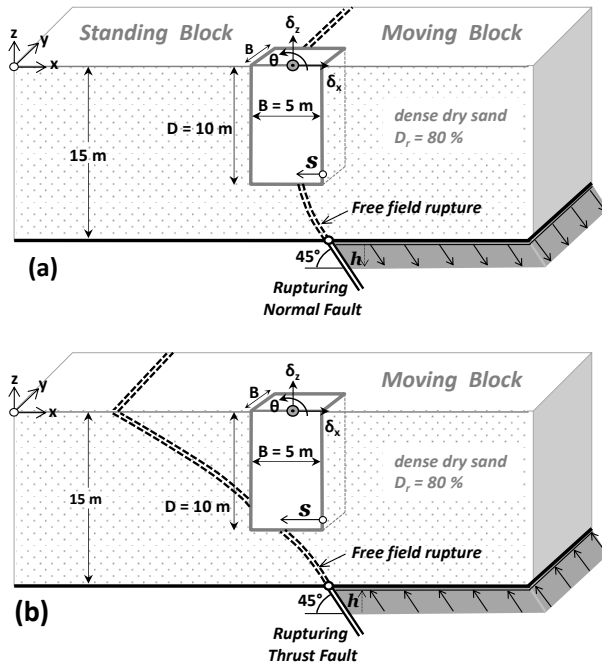 Standing Block
Moving Block
z
y
x
B
δz
θ
δx
B = 5 m
D = 10 m
15 m
dense dry sand
Dr = 80 %
s
Free field rupture
45°
h
(a)
Rupturing
Normal Fault
z
y
x
Moving Block
B
δz
θ
δx
B = 5 m
D = 10 m
15 m
dense dry sand
Dr = 80 %
s
Free field rupture
45°
h
(b)
Rupturing
Thrust Fault